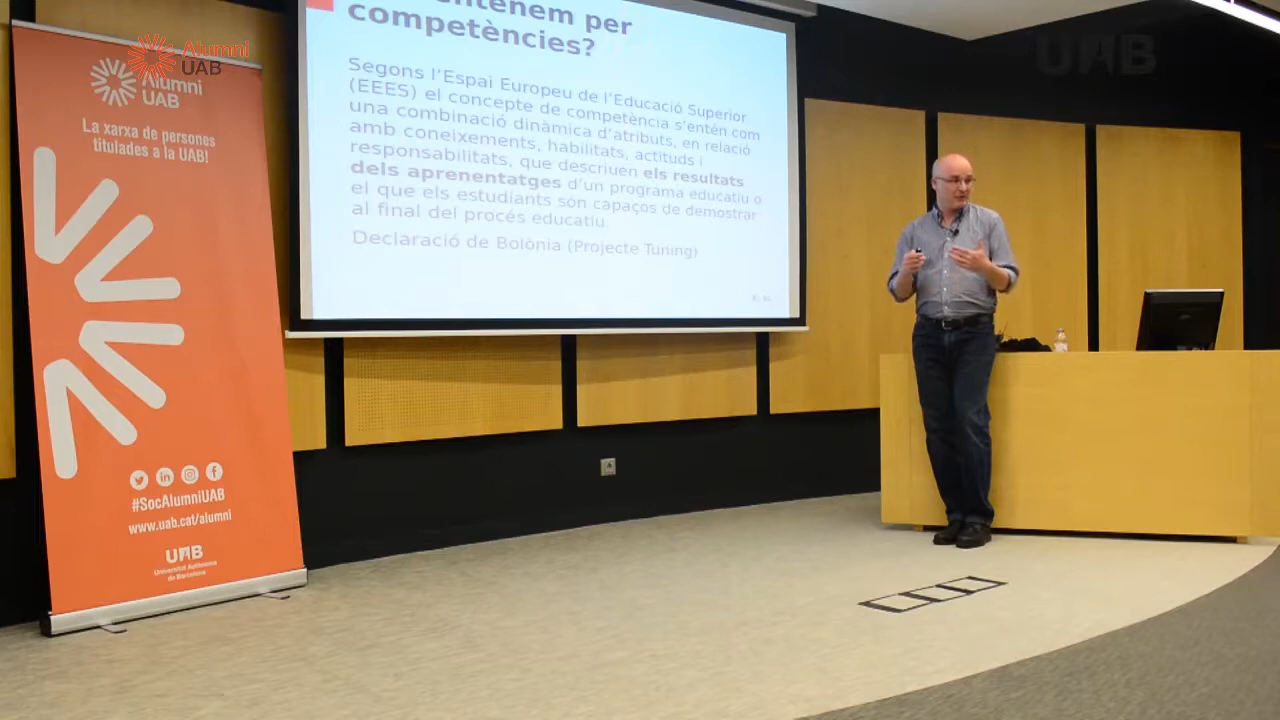 Alumni
UAB
Alumni
UAB
La xarxa de persones
titulades a la UAB!
#SocAlumniUAB
www.uab.cat/alumni
UAB
Universitat Autònoma
de Barcelona
entenem per
competències?
Segons l’Espai Europeu de l’Educació Superior
(EEES) el concepte de competència s’entén com
una combinació dinàmica d’atributs, en relació
amb coneixements, habilitats, actituds i
responsabilitats, que descriuen els resultats
dels aprenentatges d’un programa educatiu o
el que els estudiants són capaços de demostrar
al final del procés educatiu.
Declaració de Bolònia (Projecte Tuning)
UAB